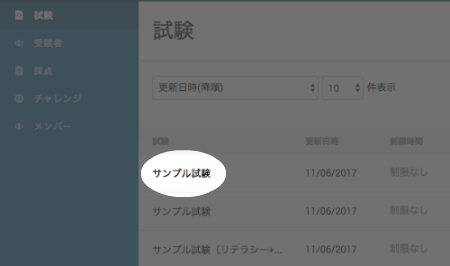 試験
受験者
採点
チャレンジ
メンバー
試験
更新日時(降順) 10 件表示
試験 更新日時 制限時間
サンプル試験 11/06/2017 制限なし
サンプル試験 11/06/2017 制限なし
サンプル試験（リテラシー+... 11/06/2017 制限なし